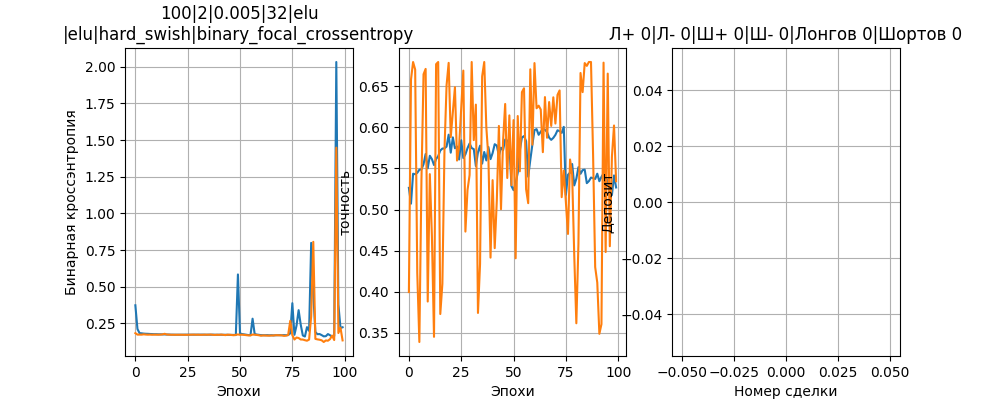 100|2|0.005|32|elu
|elu|hard_swish|binary_focal_crossentropy
Л+ 0|Л- 0|Ш+ 0|Ш- 0|Лонгов 0|Шортов 0
Бинарная кроссэнтропия
2.00
1.75
1.50
1.25
1.00
0.75
0.50
0.25
0 25 50 75 100
Эпохи
точность
0.65
0.60
0.55
0.50
0.45
0.40
0.35
0 25 50 75 100
Эпохи
Депозит
0.04
0.02
0.00
−0.02
−0.04
−0.050 −0.025 0.000 0.025 0.050
Номер сделки